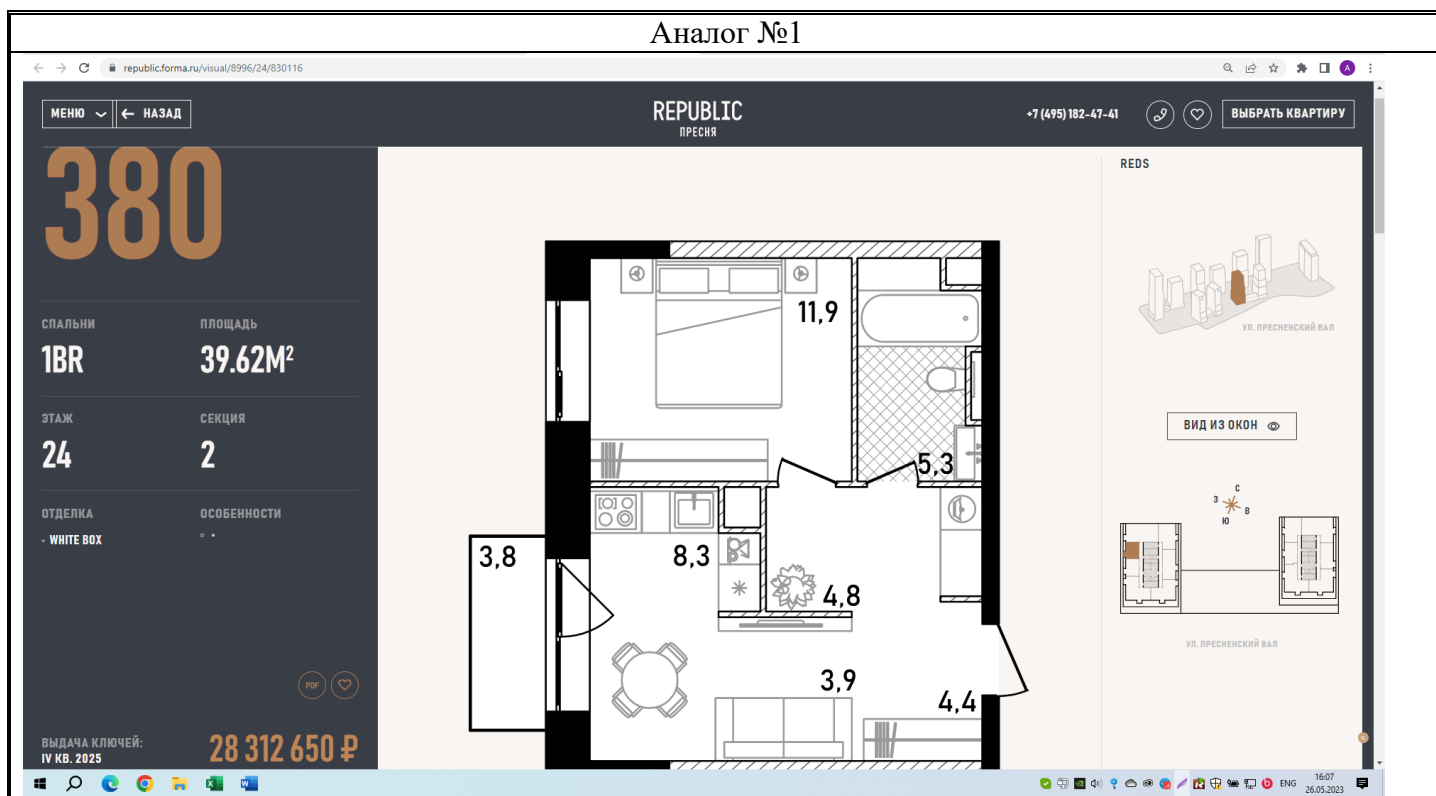 Аналог №1
republic.forma.ru/visual/8996/24/830116
A
МЕНЮ
НАЗАД
REPUBLIC
ПРЕСНЯ
+7 (495) 182-47-41
ВЫБРАТЬ КВАРТИРУ
380
СПАЛЬНИ
ПЛОЩАДЬ
1BR
39.62М²
ЭТАЖ
СЕКЦИЯ
24
2
ОТДЕЛКА
ОСОБЕННОСТИ
WHITE BOX
PDF
ВЫДАЧА КЛЮЧЕЙ:
IV КВ. 2025
28 312 650 ₽
11,9
5,3
3,8
8,3
4,8
3,9
4,4
REDS
УЛ. ПРЕСНЕНСКИЙ ВАЛ
ВИД ИЗ ОКОН
С
З
В
Ю
УЛ. ПРЕСНЕНСКИЙ ВАЛ
ENG
16:07
26.05.2023